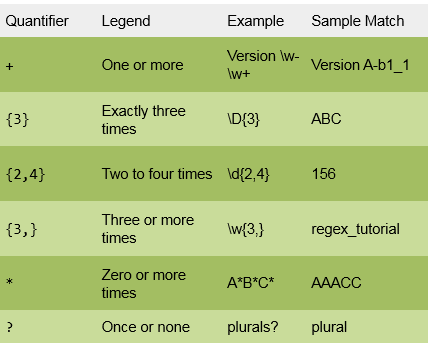 Quantifier Legend Example Sample Match
+ One or more Version \w-
\w+ Version A-b1_1
{3} Exactly three
times \D{3} ABC
{2,4} Two to four times \d{2,4} 156
{3,} Three or more
times \w{3,} regex_tutorial
* Zero or more
times A*B*C* AAACC
? Once or none plurals? plural